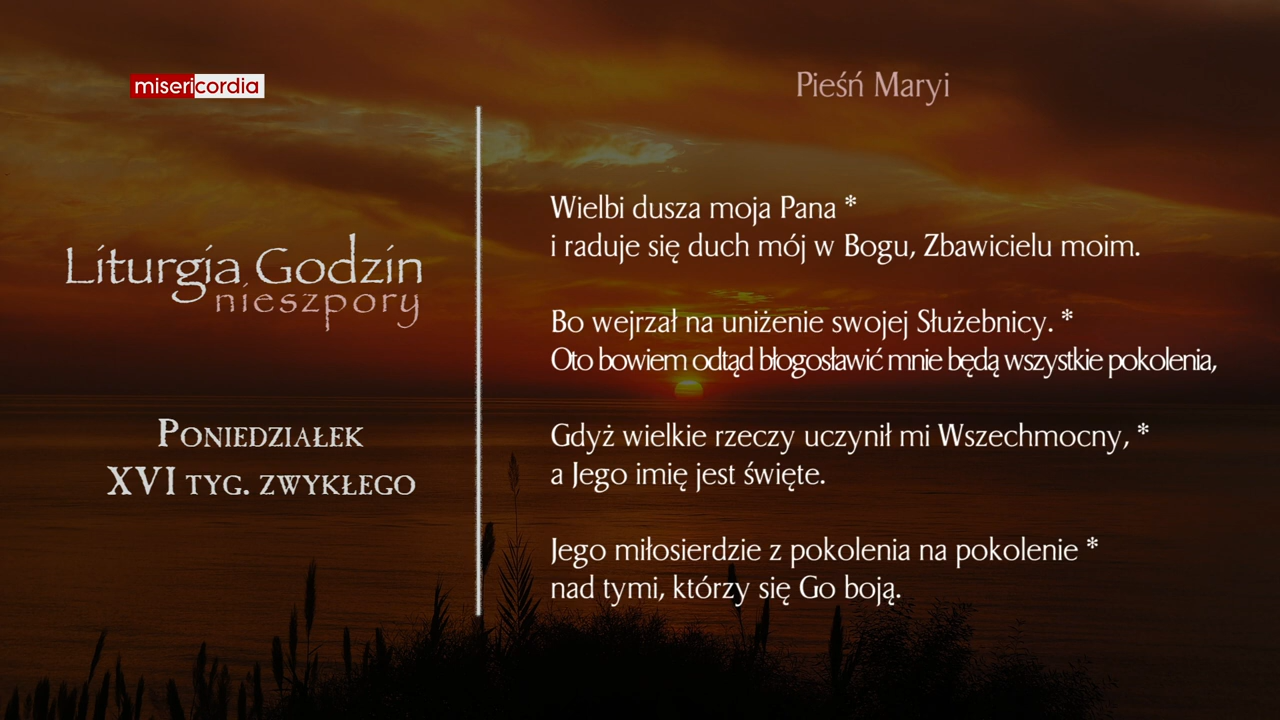 misericordia
Liturgia Godzin
nieszpory
Poniedziałek
XVI tyg. zwykłego
Pieśń Maryi
Wielbi dusza moja Pana *
i raduje się duch mój w Bogu, Zbawicielu moim.
Bo wejrzał na uniżenie swojej Służebnicy. *
Oto bowiem odtąd błogosławić mnie będą wszystkie pokolenia,
Gdyż wielkie rzeczy uczynił mi Wszechmocny, *
a Jego imię jest święte.
Jego miłosierdzie z pokolenia na pokolenie *
nad tymi, którzy się Go boją.